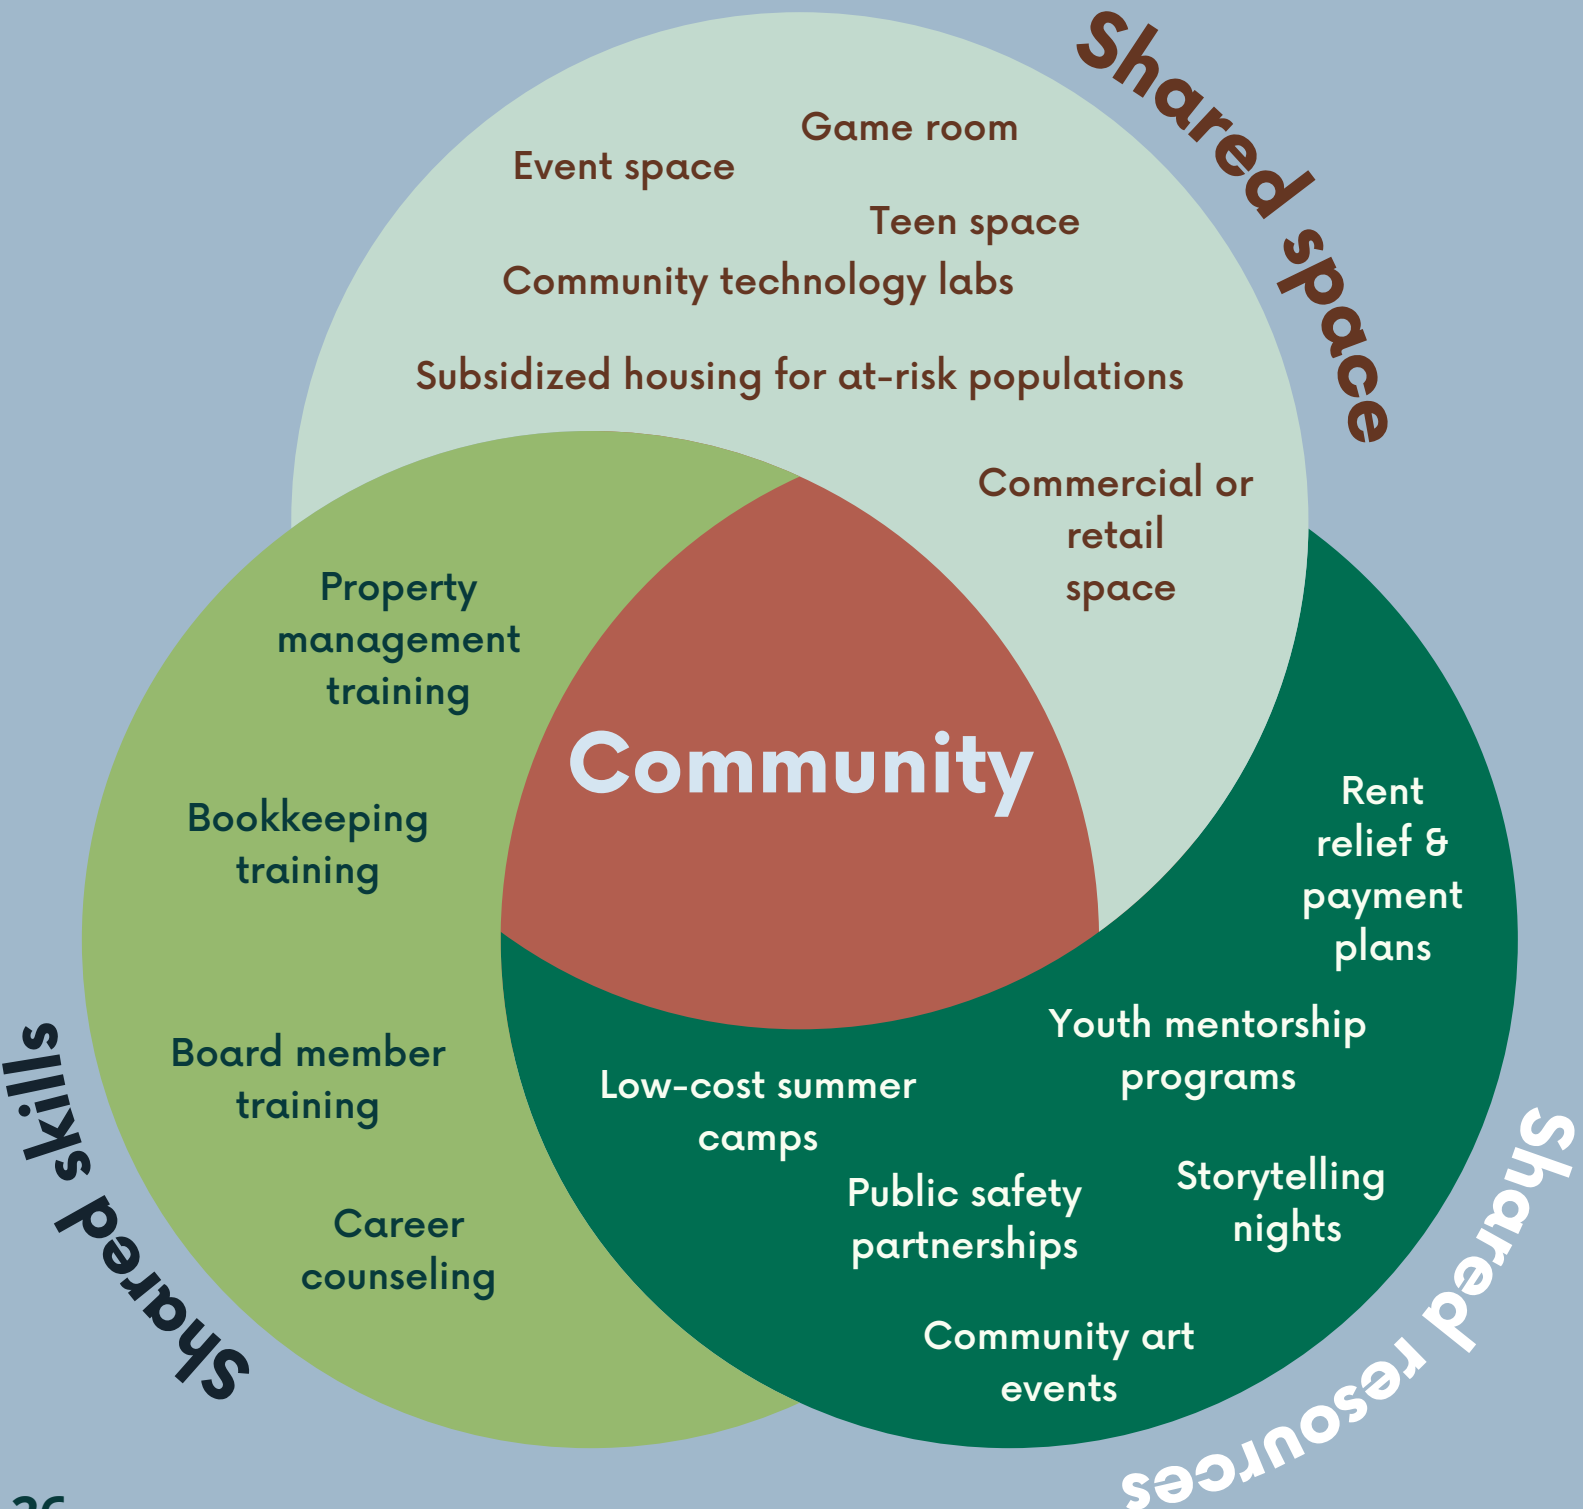 Shared space
Game room
Event space
Teen space
Community technology labs
Subsidized housing for at-risk populations
Commercial or
retail
space
Property
management
training
Bookkeeping
training
Board member
training
Career
counseling
Shared skills
Community
Rent
relief &
payment
plans
Youth mentorship
programs
Low-cost summer
camps
Public safety
partnerships
Storytelling
nights
Community art
events
Shared resources